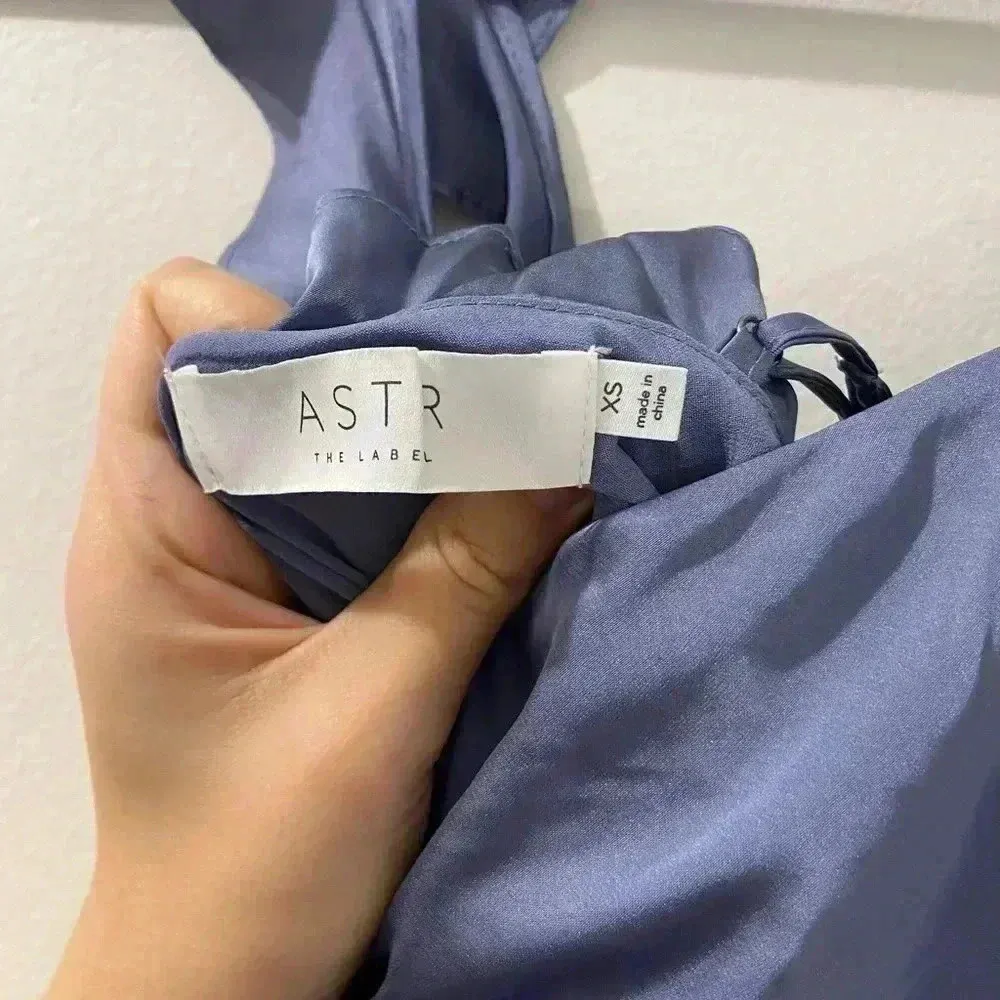 ASTR
THE LABEL
XS
made in
china